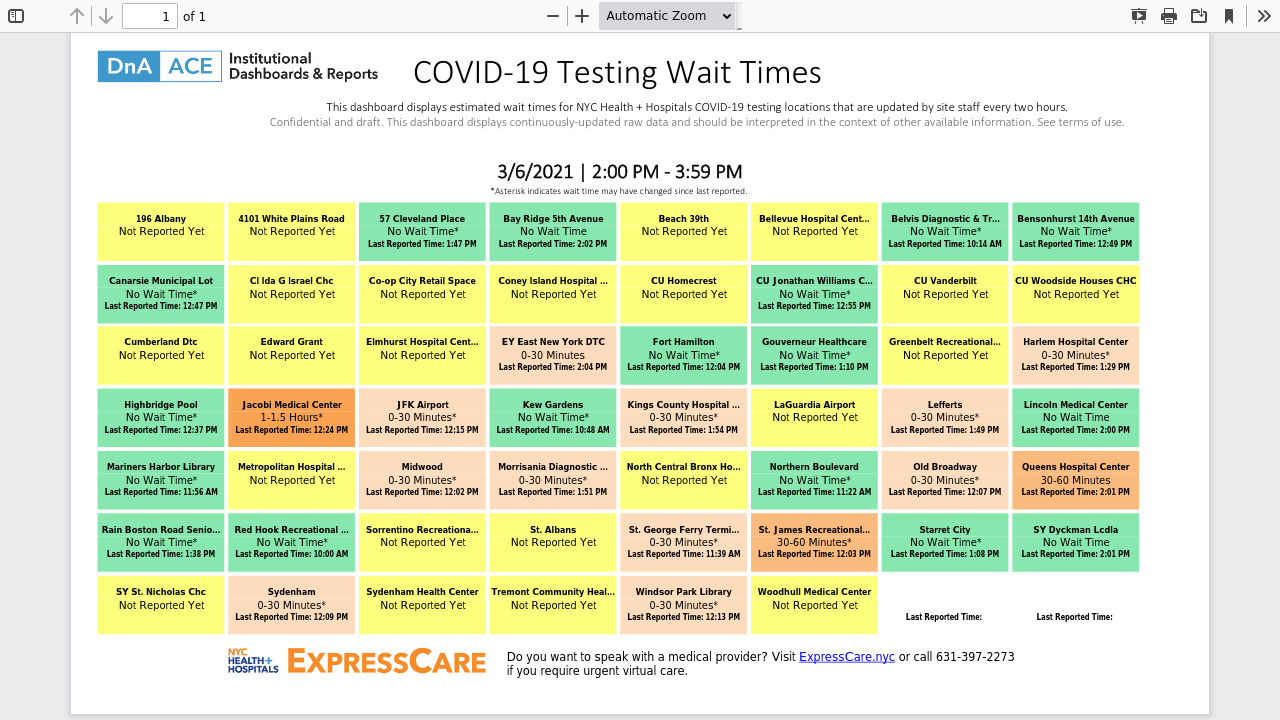 1 of 1 Automatic Zoom
DnA ACE Institutional
Dashboards & Reports
COVID-19 Testing Wait Times
This dashboard displays estimated wait times for NYC Health + Hospitals COVID-19 testing locations that are updated by site staff every two hours.
Confidential and draft. This dashboard displays continuously-updated raw data and should be interpreted in the context of other available information. See terms of use.
3/6/2021 | 2:00 PM - 3:59 PM
*Asterisk indicates wait time may have changed since last reported.
196 Albany 4101 White Plains Road 57 Cleveland Place Bay Ridge 5th Avenue Beach 39th Bellevue Hospital Cent... Belvis Diagnostic & Tr... Bensonhurst 14th Avenue
Not Reported Yet Not Reported Yet No Wait Time* No Wait Time Not Reported Yet Not Reported Yet No Wait Time* No Wait Time*
Last Reported Time: 1:47 PM Last Reported Time: 2:02 PM Last Reported Time: 10:14 AM Last Reported Time: 12:49 PM
Canarsie Municipal Lot Cl Ida G Israel Chc Co-op City Retail Space Coney Island Hospital ... CU Homecrest CU Jonathan Williams C... CU Vanderbilt CU Woodside Houses CHC
No Wait Time* Not Reported Yet Not Reported Yet Not Reported Yet Not Reported Yet No Wait Time* Not Reported Yet Not Reported Yet
Last Reported Time: 12:47 PM Last Reported Time: 12:55 PM
Cumberland Dtc Edward Grant Elmhurst Hospital Cent... EY East New York DTC Fort Hamilton Gouverneur Healthcare Greenbelt Recreational... Harlem Hospital Center
Not Reported Yet Not Reported Yet Not Reported Yet 0-30 Minutes No Wait Time* No Wait Time* Not Reported Yet 0-30 Minutes*
Last Reported Time: 2:04 PM Last Reported Time: 12:04 PM Last Reported Time: 1:10 PM Last Reported Time: 1:29 PM
Highbridge Pool Jacobi Medical Center JFK Airport Kew Gardens Kings County Hospital ... LaGuardia Airport Lefferts Lincoln Medical Center
No Wait Time* 1-1.5 Hours* 0-30 Minutes* No Wait Time* 0-30 Minutes* Not Reported Yet 0-30 Minutes* No Wait Time
Last Reported Time: 12:37 PM Last Reported Time: 12:24 PM Last Reported Time: 12:15 PM Last Reported Time: 10:48 AM Last Reported Time: 1:54 PM Last Reported Time: 1:49 PM Last Reported Time: 2:00 PM
Mariners Harbor Library Metropolitan Hospital ... Midwood Morrisania Diagnostic ... North Central Bronx Ho... Northern Boulevard Old Broadway Queens Hospital Center
No Wait Time* Not Reported Yet 0-30 Minutes* 0-30 Minutes* Not Reported Yet No Wait Time* 0-30 Minutes* 30-60 Minutes
Last Reported Time: 11:56 AM Last Reported Time: 12:02 PM Last Reported Time: 1:51 PM Last Reported Time: 11:22 AM Last Reported Time: 12:07 PM Last Reported Time: 2:01 PM
Rain Boston Road Senio... Red Hook Recreational ... Sorrentino Recreationa... St. Albans St. George Ferry Termi... St. James Recreational... Starret City SY Dyckman Lcdla
No Wait Time* No Wait Time* Not Reported Yet Not Reported Yet 0-30 Minutes* 30-60 Minutes* No Wait Time* No Wait Time
Last Reported Time: 1:38 PM Last Reported Time: 10:00 AM Last Reported Time: 11:39 AM Last Reported Time: 12:03 PM Last Reported Time: 1:08 PM Last Reported Time: 2:01 PM
SY St. Nicholas Chc Sydenham Sydenham Health Center Tremont Community Heal... Windsor Park Library Woodhull Medical Center
Not Reported Yet 0-30 Minutes* Not Reported Yet Not Reported Yet 0-30 Minutes* Not Reported Yet
Last Reported Time: 12:09 PM Last Reported Time: 12:13 PM Last Reported Time: Last Reported Time:
NYC
HEALTH+
HOSPITALS
EXPRESSCARE
Do you want to speak with a medical provider? Visit ExpressCare.nyc or call 631-397-2273
if you require urgent virtual care.